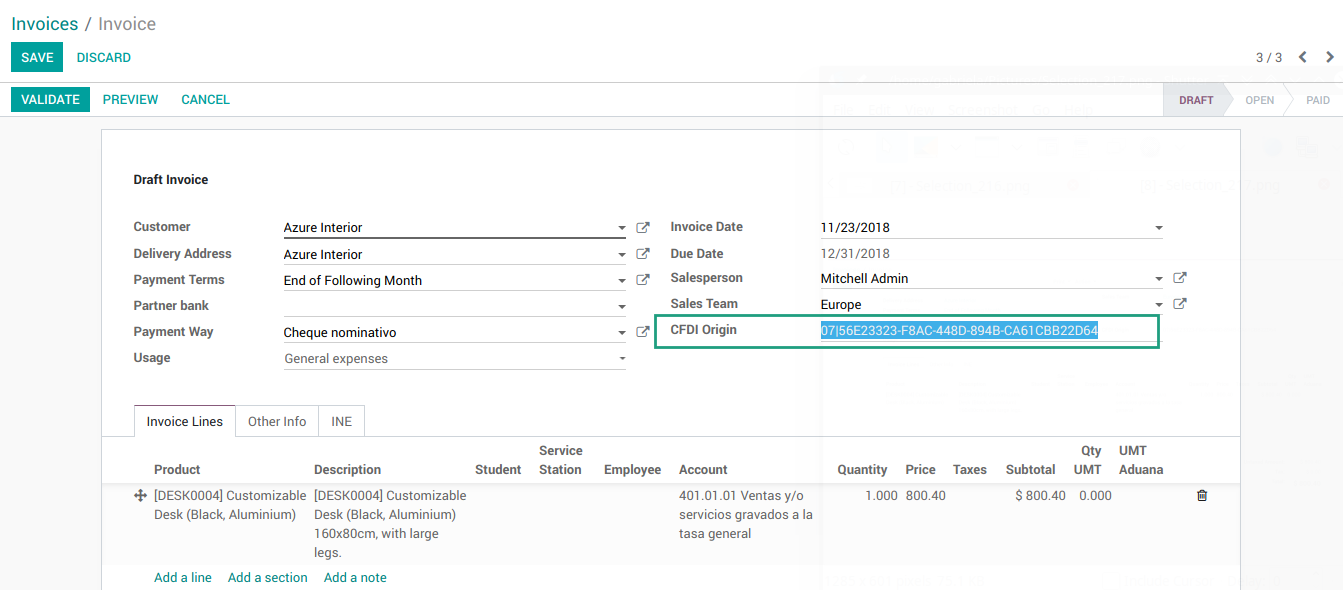 Invoices / Invoice
SAVE DISCARD
3 / 3
VALIDATE PREVIEW CANCEL
DRAFT OPEN PAID
Draft Invoice
Customer Azure Interior
Delivery Address Azure Interior
Payment Terms End of Following Month
Partner bank
Payment Way Cheque nominativo
Usage General expenses
Invoice Date 11/23/2018
Due Date 12/31/2018
Salesperson Mitchell Admin
Sales Team Europe
CFDI Origin 07|56E23323-F8AC-448D-894B-CA61CBB22D64
Invoice Lines Other Info INE
Service Qty UMT
Product Description Student Station Employee Account Quantity Price Taxes Subtotal UMT Aduana
[DESK0004] Customizable [DESK0004] Customizable 401.01.01 Ventas y/o 1.000 800.40 $ 800.40 0.000
Desk (Black, Aluminium) Desk (Black, Aluminium) servicios gravados a la
160x80cm, with large tasa general
legs.
Add a line Add a section Add a note